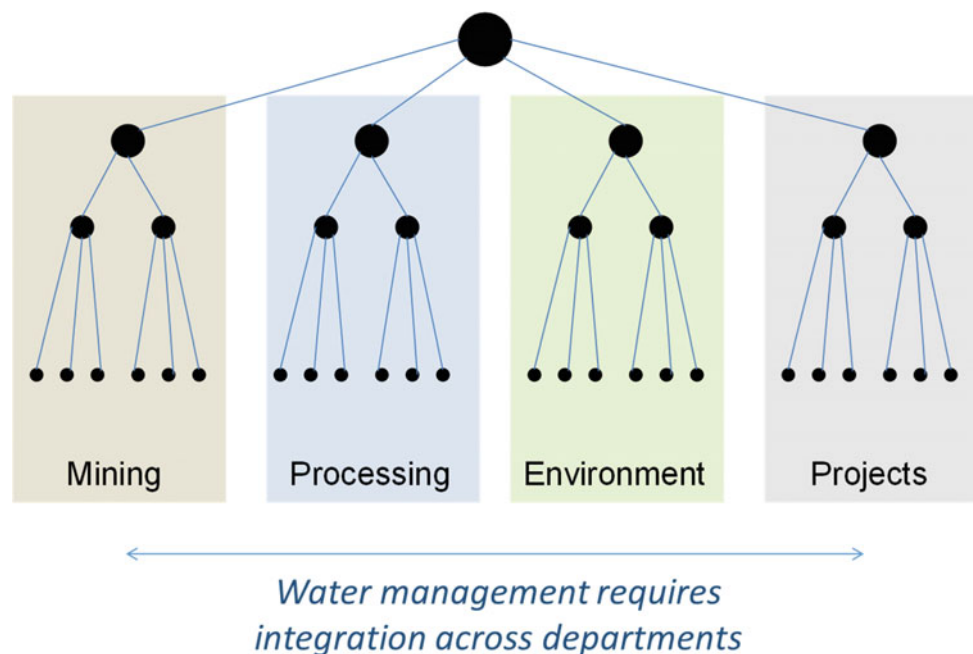 Mining
Processing
Environment
Projects
Water management requires
integration across departments